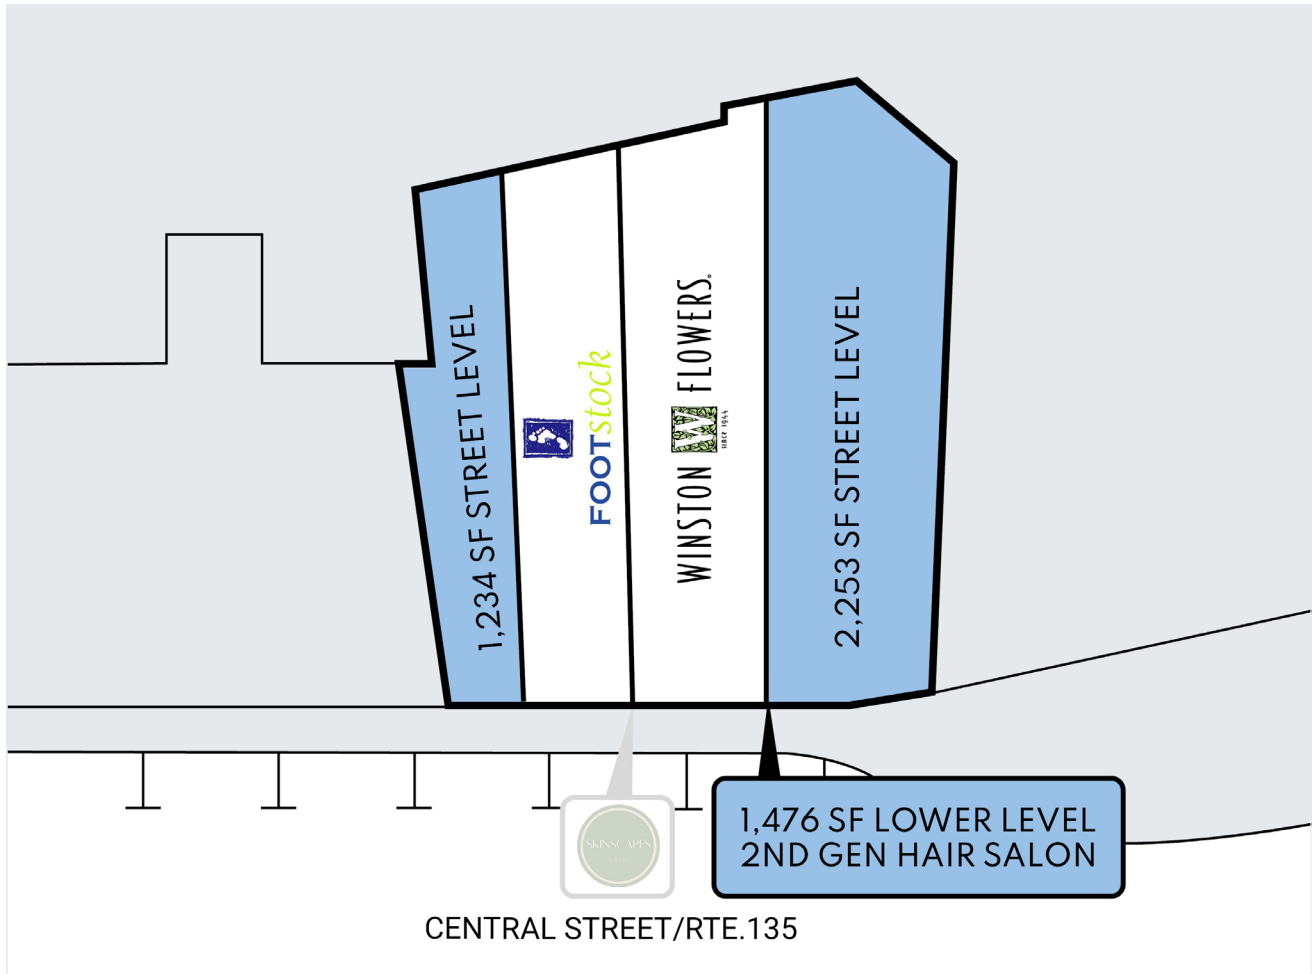 1,234 SF STREET LEVEL
FOOTstock
WINSTON W FLOWERS®
SINCE 1944
2,253 SF STREET LEVEL
SKINSCAPES
1,476 SF LOWER LEVEL
2ND GEN HAIR SALON
CENTRAL STREET/RTE.135